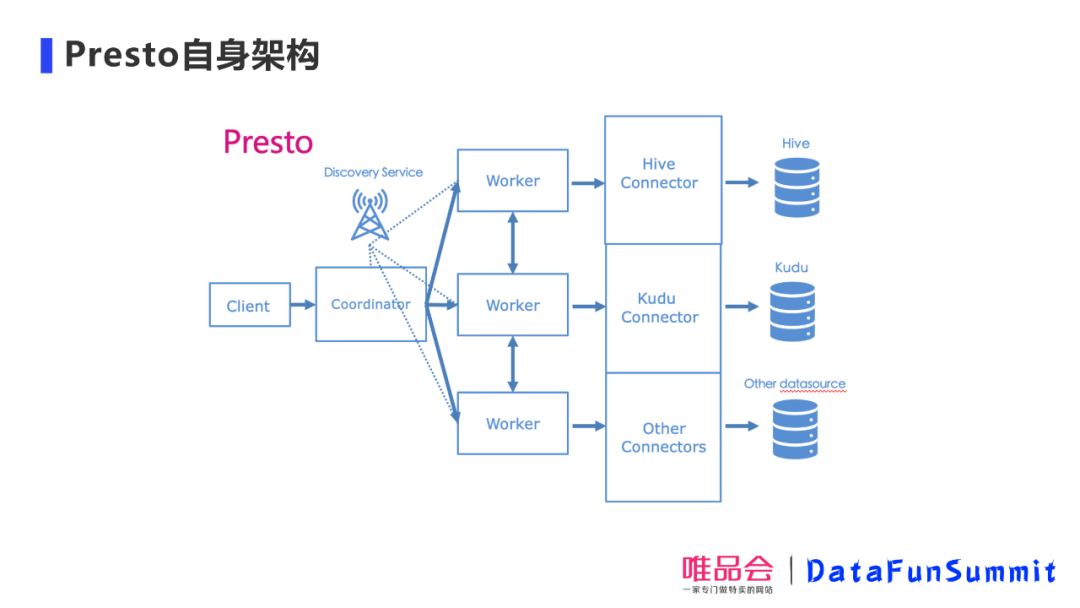 Presto自身架构
Presto
Discovery Service
Client
Coordinator
Worker
Worker
Worker
Hive
Connector
Kudu
Connector
Other
Connectors
Hive
Kudu
Other datasource
唯品会
一家专门做特卖的网站
DataFunSummit